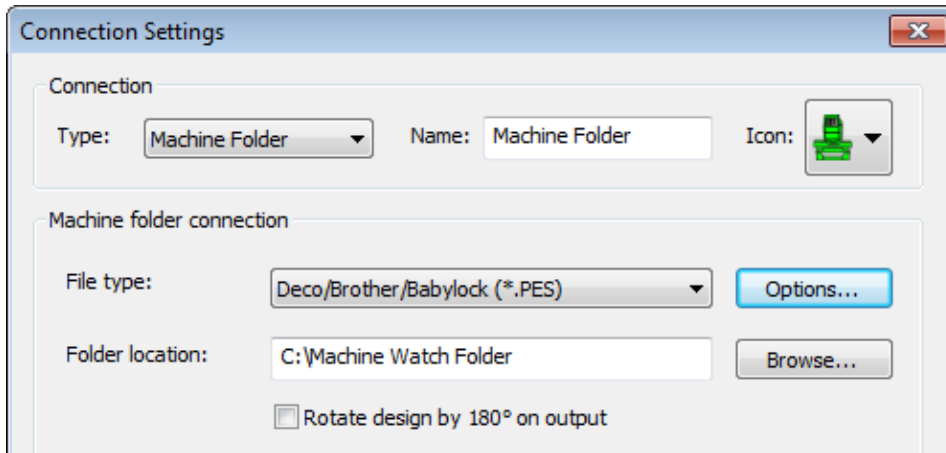 Connection Settings
Connection
Type: Machine Folder Name: Machine Folder Icon:
Machine folder connection
File type: Deco/Brother/Babylock (*.PES) Options...
Folder location: C:\Machine Watch Folder Browse...
Rotate design by 180° on output